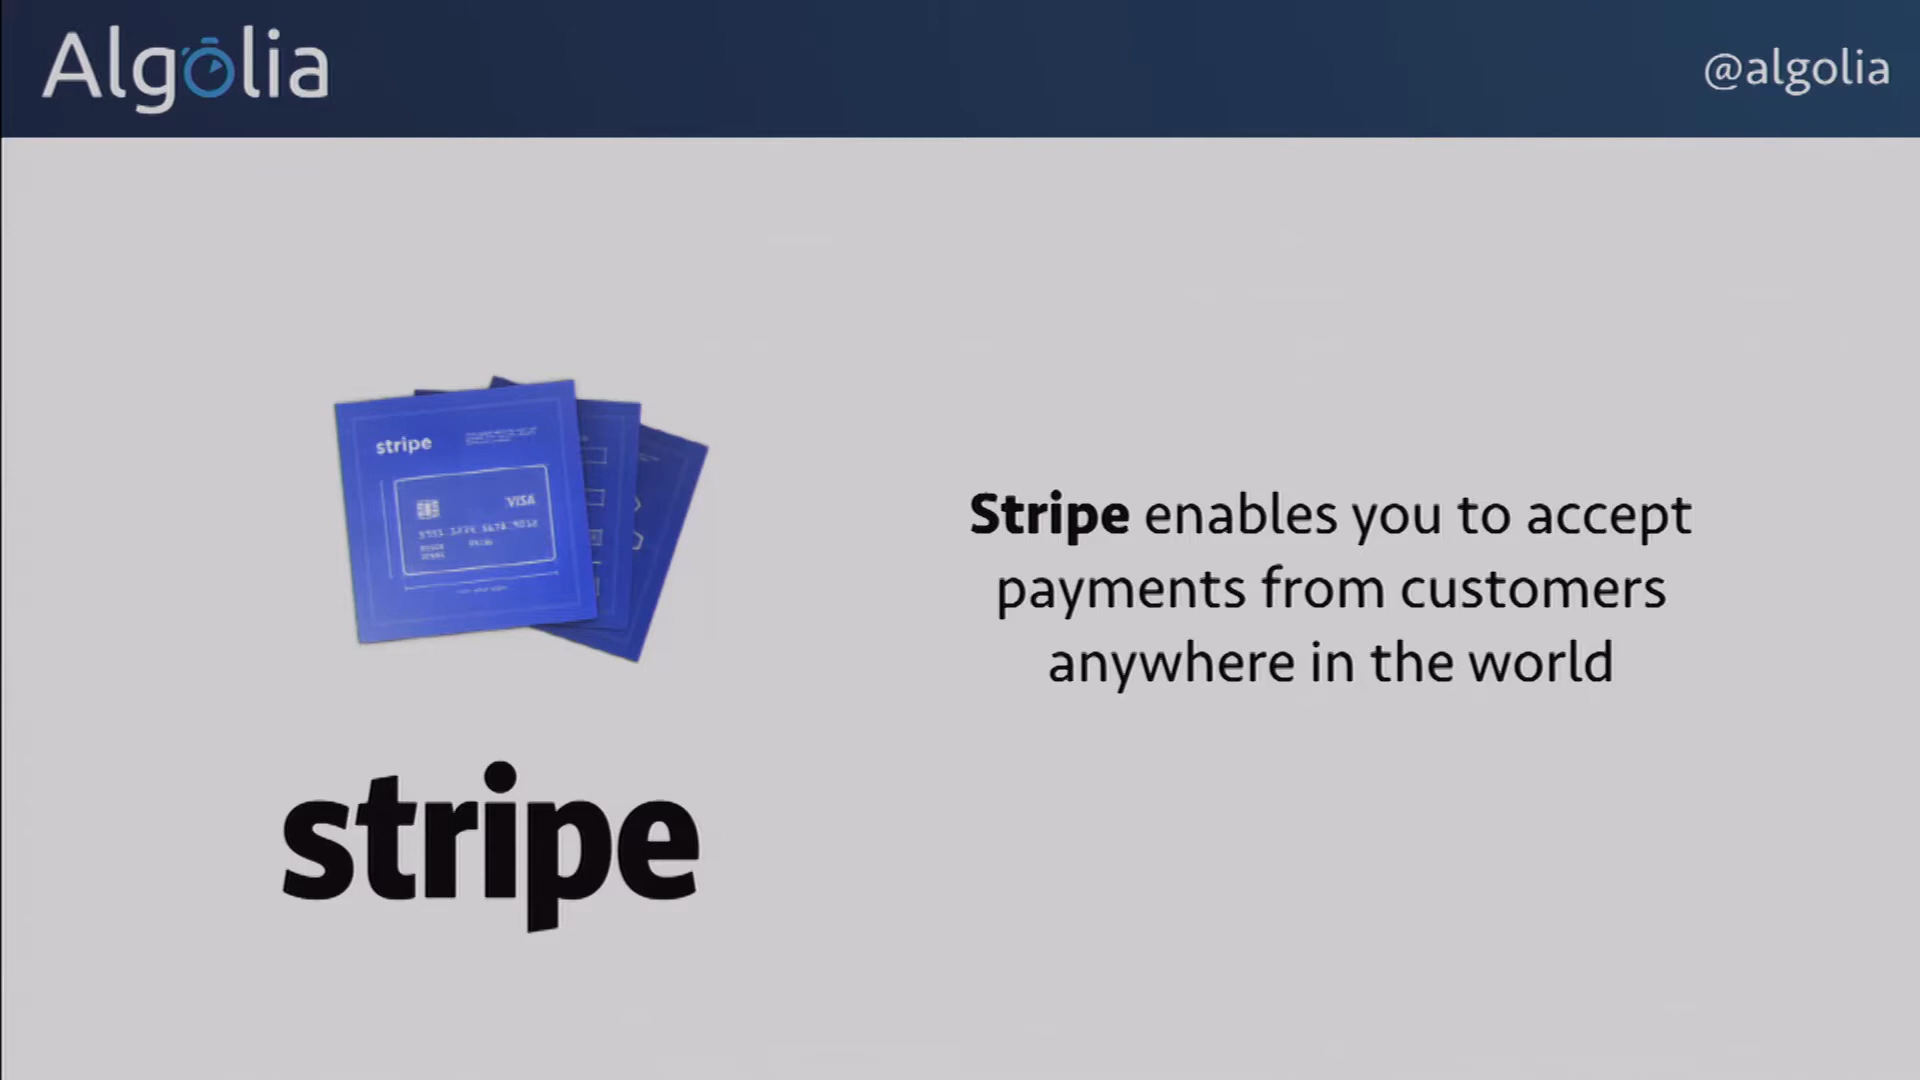 Algolia
@algolia
stripe
VISA
Stripe enables you to accept
payments from customers
anywhere in the world
stripe